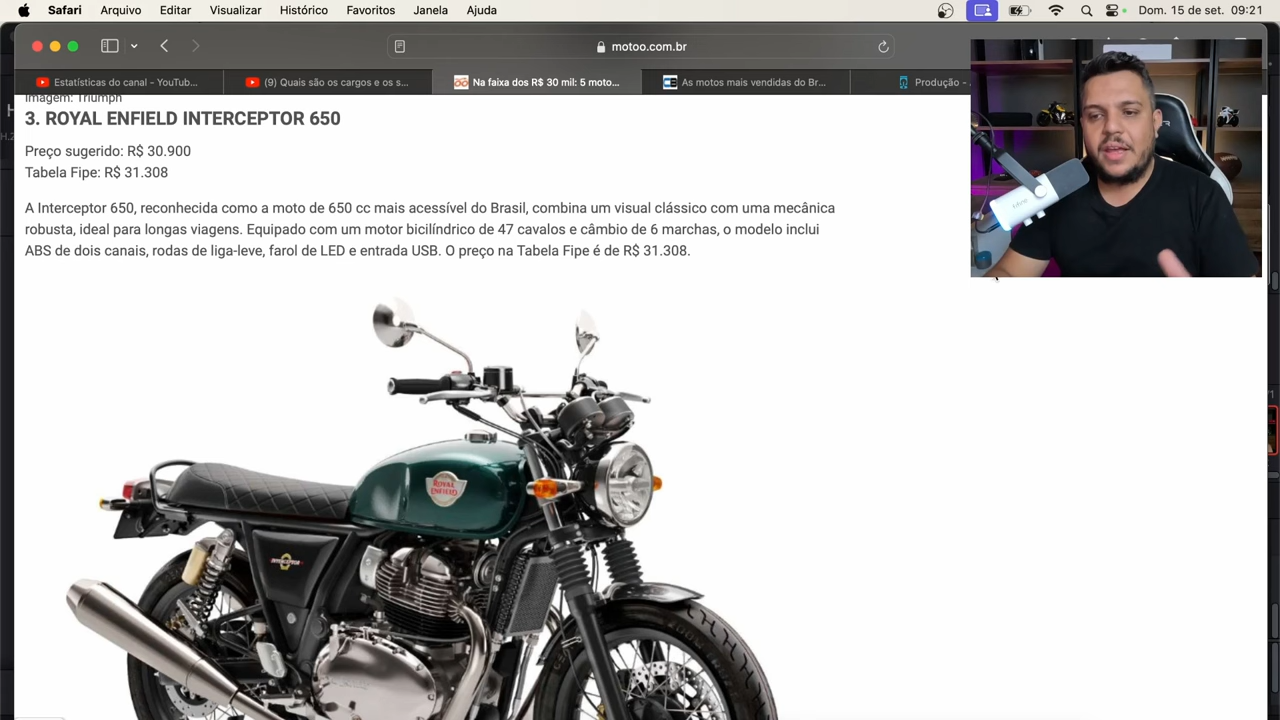 Safari Arquivo Editar Visualizar Histórico Favoritos Janela Ajuda Dom. 15 de set. 09:21
motoo.com.br
Estatísticas do canal - YouTub... (9) Quais são os cargos e os s... Na faixa dos R$ 30 mil: 5 moto... As motos mais vendidas do Br... Produção -
Imagem: Triumph
3. ROYAL ENFIELD INTERCEPTOR 650
Preço sugerido: R$ 30.900
Tabela Fipe: R$ 31.308
A Interceptor 650, reconhecida como a moto de 650 cc mais acessível do Brasil, combina um visual clássico com uma mecânica
robusta, ideal para longas viagens. Equipado com um motor bicilíndrico de 47 cavalos e câmbio de 6 marchas, o modelo inclui
ABS de dois canais, rodas de liga-leve, farol de LED e entrada USB. O preço na Tabela Fipe é de R$ 31.308.
ROYAL
ENFIELD
INTERCEPTOR